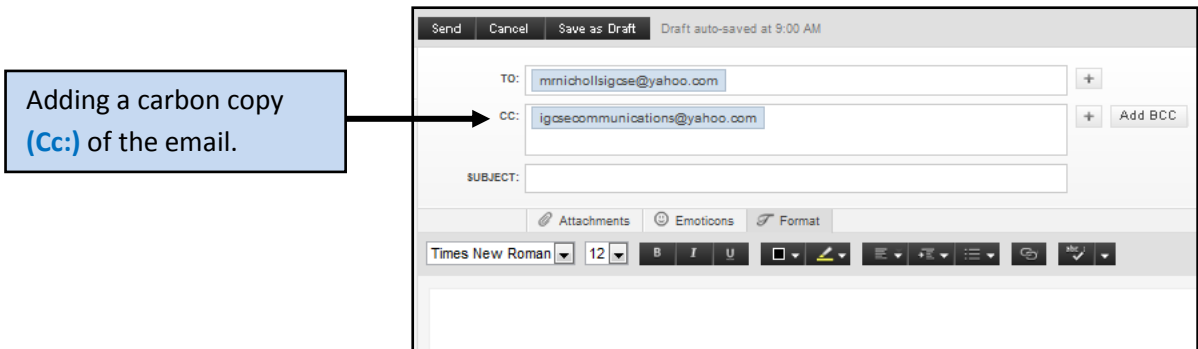 Send Cancel Save as Draft Draft auto-saved at 9:00 AM
TO: mrnichollsigcse@yahoo.com +
Adding a carbon copy
(Cc:) of the email.
CC: igcsecommunications@yahoo.com + Add BCC
SUBJECT:
Attachments Emoticons Format
Times New Roman 12 B I U abc